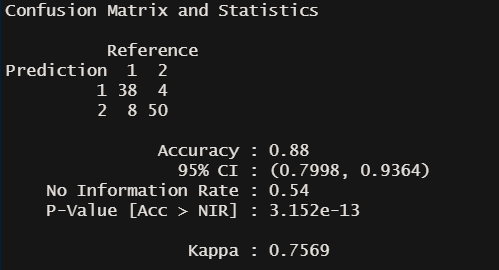 Confusion Matrix and Statistics
Reference
Prediction 1 2
1 38 4
2 8 50
Accuracy : 0.88
95% CI : (0.7998, 0.9364)
No Information Rate : 0.54
P-Value [Acc > NIR] : 3.152e-13
Kappa : 0.7569